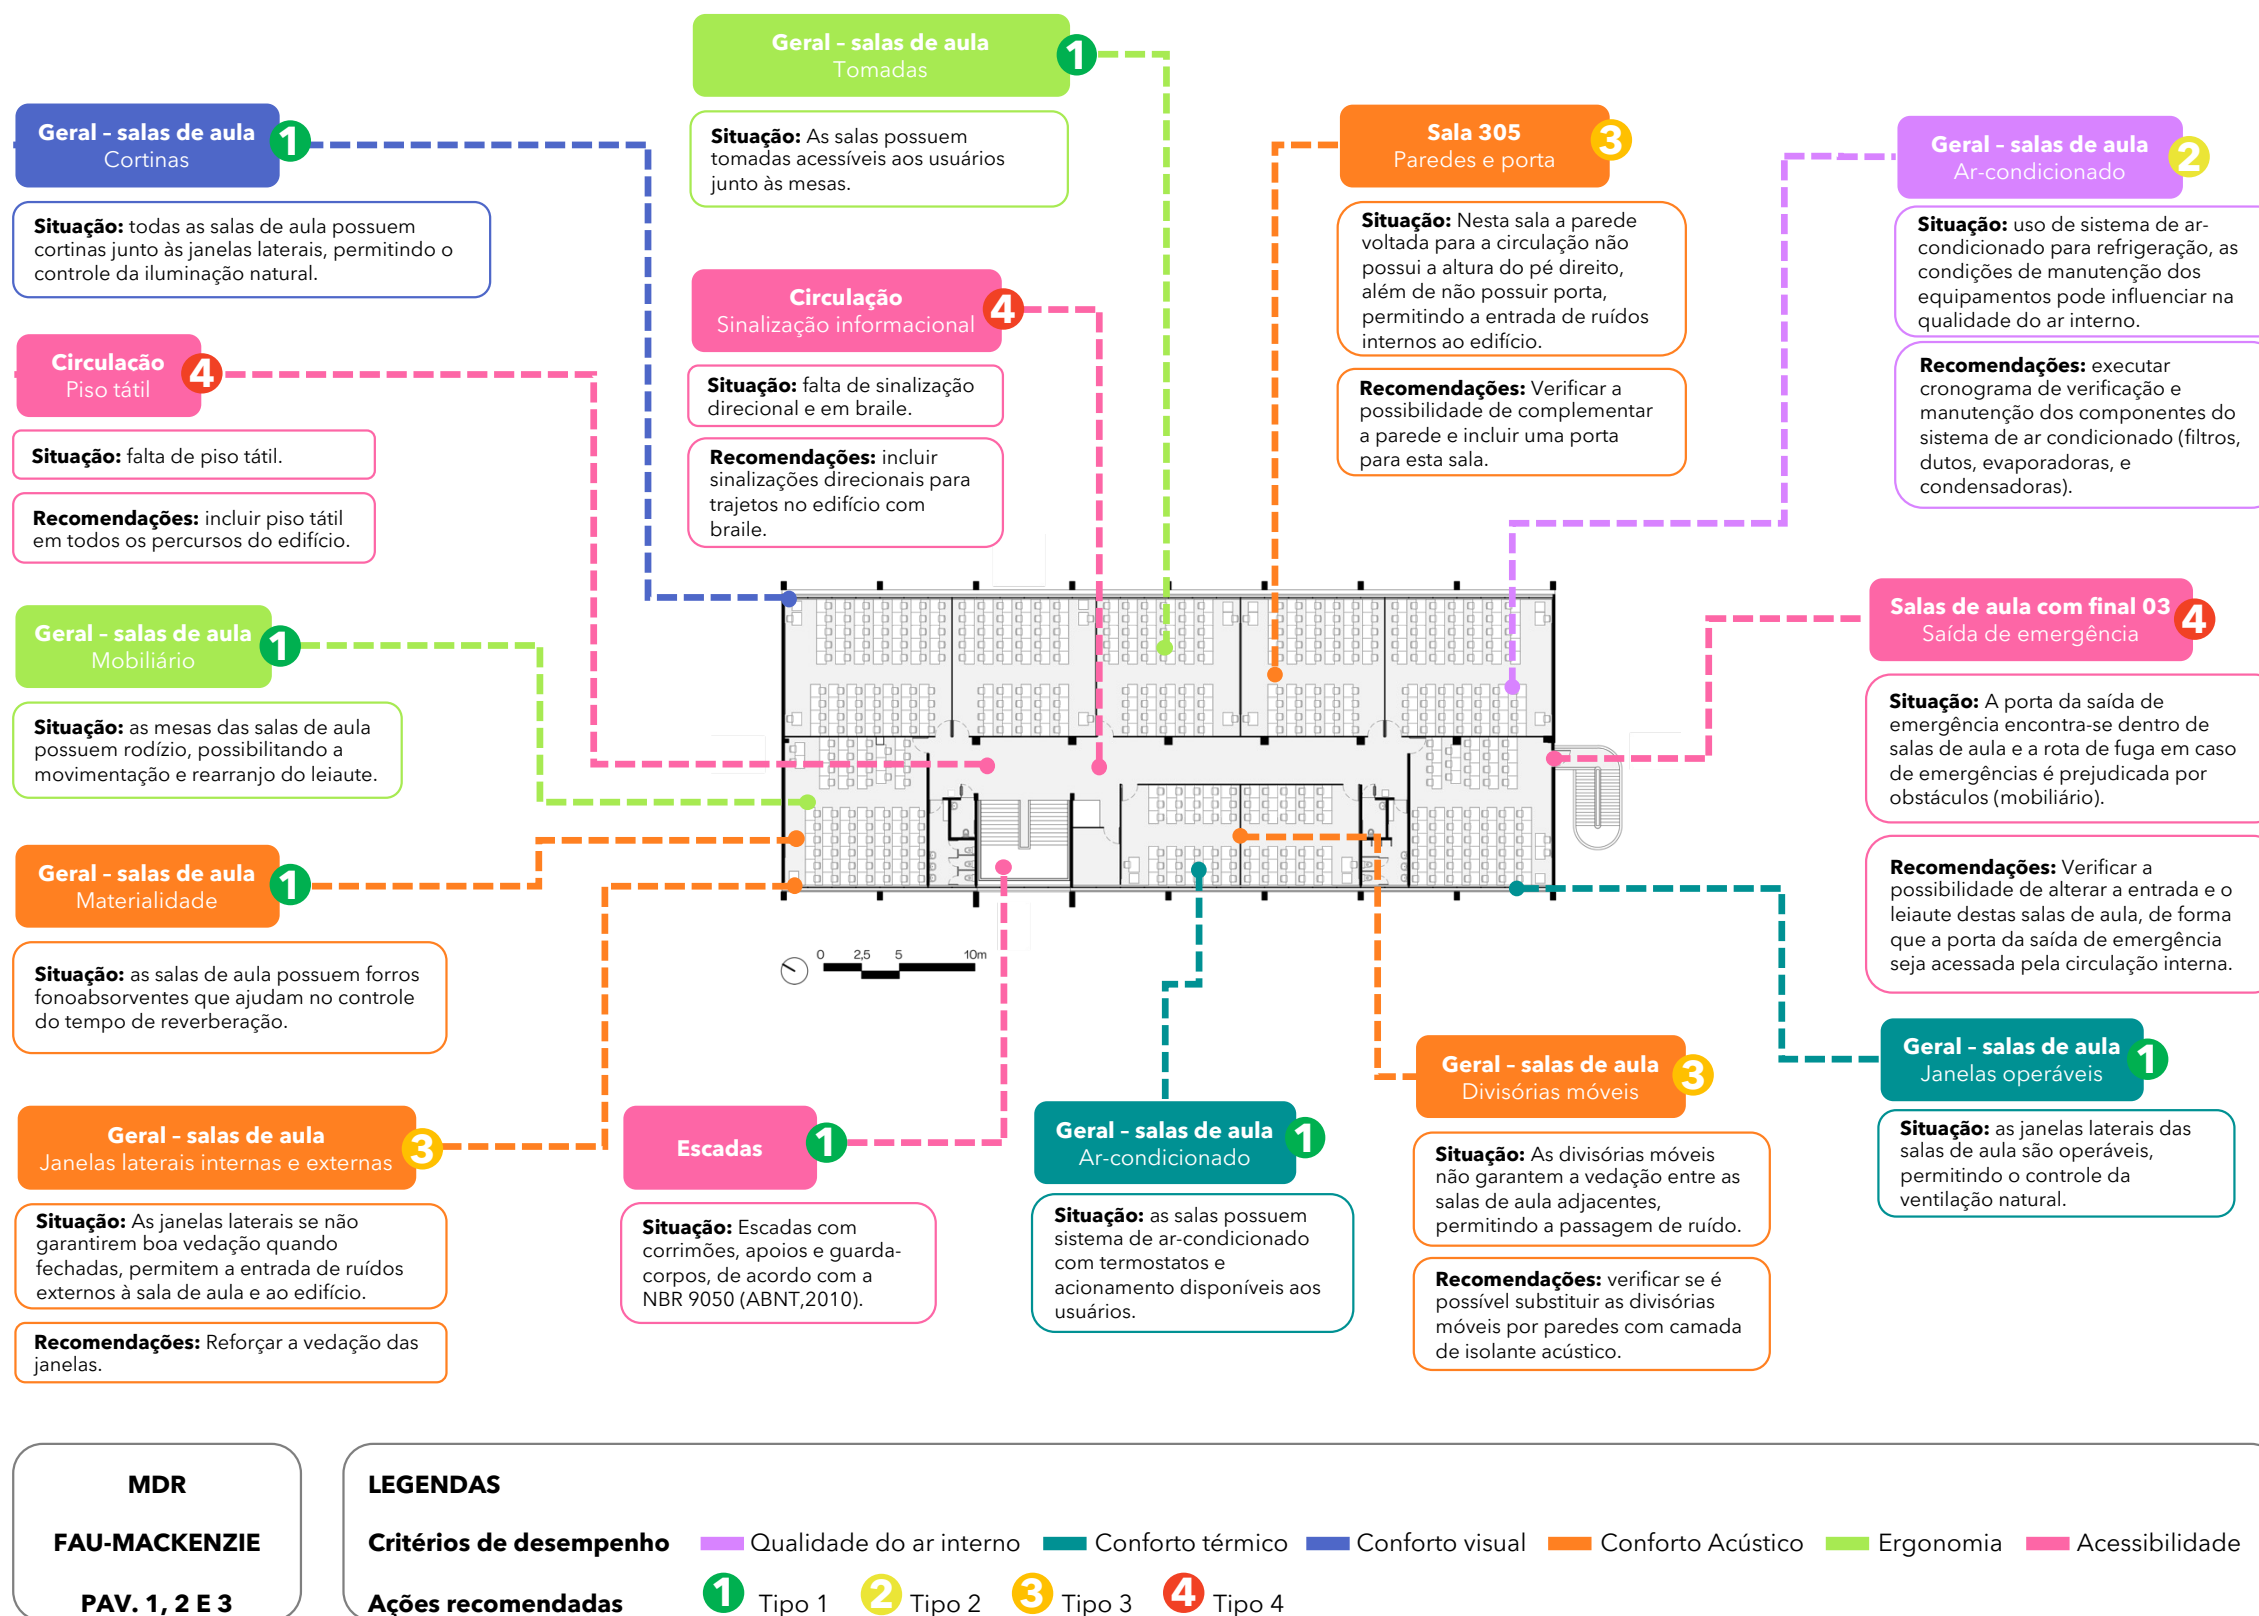 Geral – salas de aula
Tomadas
1
Situação: As salas possuem
tomadas acessíveis aos usuários
junto às mesas.
Geral – salas de aula
Cortinas
1
Situação: todas as salas de aula possuem
cortinas junto às janelas laterais, permitindo o
controle da iluminação natural.
Sala 305
Paredes e porta
3
Situação: Nesta sala a parede
voltada para a circulação não
possui a altura do pé direito,
além de não possuir porta,
permitindo a entrada de ruídos
internos ao edifício.
Recomendações: Verificar a
possibilidade de complementar
a parede e incluir uma porta
para esta sala.
Geral – salas de aula
Ar-condicionado
2
Situação: uso de sistema de ar-
condicionado para refrigeração, as
condições de manutenção dos
equipamentos pode influenciar na
qualidade do ar interno.
Recomendações: executar
cronograma de verificação e
manutenção dos componentes do
sistema de ar condicionado (filtros,
dutos, evaporadoras, e
condensadoras).
Circulação
Sinalização informacional
4
Situação: falta de sinalização
direcional e em braile.
Recomendações: incluir
sinalizações direcionais para
trajetos no edifício com
braile.
Circulação
Piso tátil
4
Situação: falta de piso tátil.
Recomendações: incluir piso tátil
em todos os percursos do edifício.
Geral – salas de aula
Mobiliário
1
Situação: as mesas das salas de aula
possuem rodízio, possibilitando a
movimentação e rearranjo do leiaute.
Salas de aula com final 03
Saída de emergência
4
Situação: A porta da saída de
emergência encontra-se dentro de
salas de aula e a rota de fuga em caso
de emergências é prejudicada por
obstáculos (mobiliário).
Recomendações: Verificar a
possibilidade de alterar a entrada e o
leiaute destas salas de aula, de forma
que a porta da saída de emergência
seja acessada pela circulação interna.
Geral – salas de aula
Materialidade
1
Situação: as salas de aula possuem forros
fonoabsorventes que ajudam no controle
do tempo de reverberação.
0 2,5 5 10m
Geral – salas de aula
Janelas laterais internas e externas
3
Situação: As janelas laterais se não
garantirem boa vedação quando
fechadas, permitem a entrada de ruídos
externos à sala de aula e ao edifício.
Recomendações: Reforçar a vedação das
janelas.
Escadas
1
Situação: Escadas com
corrimões, apoios e guarda-
corpos, de acordo com a
NBR 9050 (ABNT,2010).
Geral – salas de aula
Ar-condicionado
1
Situação: as salas possuem
sistema de ar-condicionado
com termostatos e
acionamento disponíveis aos
usuários.
Geral – salas de aula
Divisórias móveis
3
Situação: As divisórias móveis
não garantem a vedação entre as
salas de aula adjacentes,
permitindo a passagem de ruído.
Recomendações: verificar se é
possível substituir as divisórias
móveis por paredes com camada
de isolante acústico.
Geral – salas de aula
Janelas operáveis
1
Situação: as janelas laterais das
salas de aula são operáveis,
permitindo o controle da
ventilação natural.
MDR
FAU-MACKENZIE
PAV. 1, 2 E 3
LEGENDAS
Critérios de desempenho Qualidade do ar interno Conforto térmico Conforto visual Conforto Acústico Ergonomia Acessibilidade
Ações recomendadas 1 Tipo 1 2 Tipo 2 3 Tipo 3 4 Tipo 4